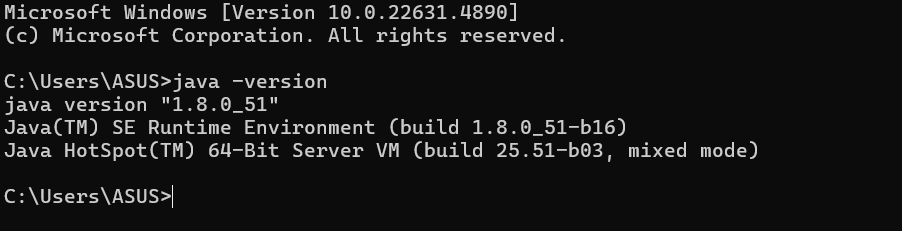 Microsoft Windows [Version 10.0.22631.4890]
(c) Microsoft Corporation. All rights reserved.
C:\Users\ASUS>java -version
java version "1.8.0_51"
Java(TM) SE Runtime Environment (build 1.8.0_51-b16)
Java HotSpot(TM) 64-Bit Server VM (build 25.51-b03, mixed mode)
C:\Users\ASUS>